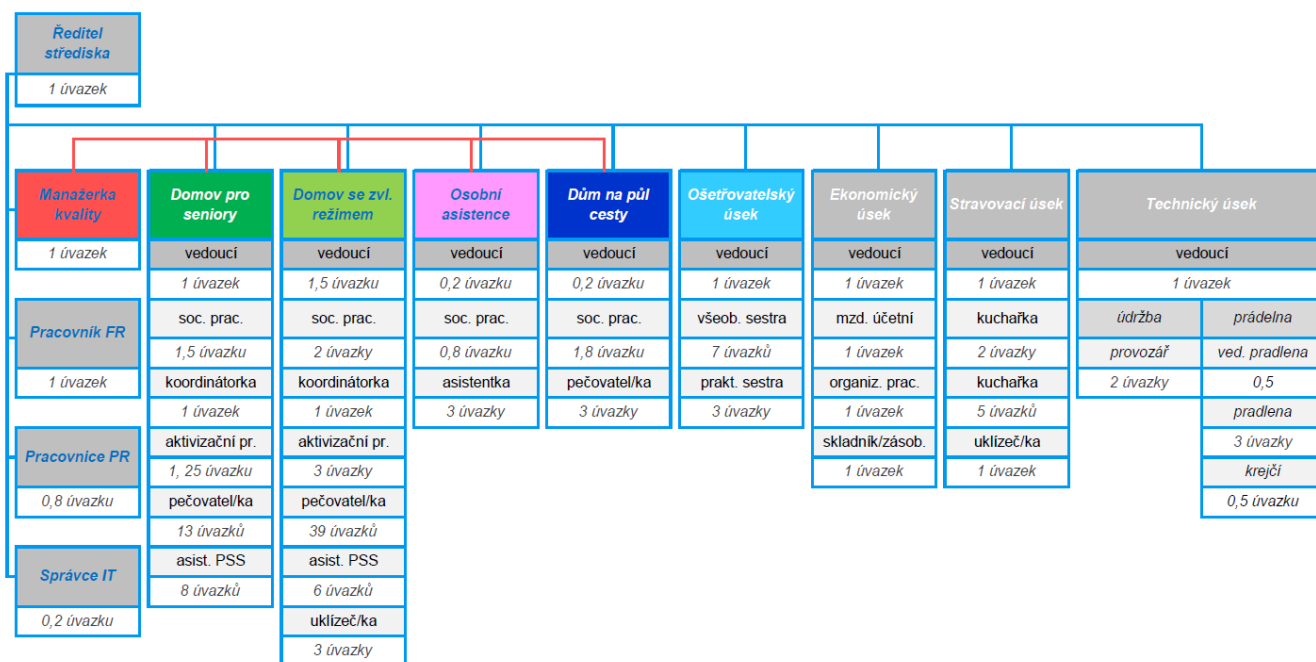 Ředitel
střediska
1 úvazek
Manažerka
kvality
1 úvazek
Pracovník FR
1 úvazek
Pracovnice PR
0,8 úvazku
Správce IT
0,2 úvazku
Domov pro
seniory
vedoucí
1 úvazek
soc. prac.
1,5 úvazku
koordinátorka
1 úvazek
aktivizační pr.
1, 25 úvazku
pečovatel/ka
13 úvazků
asist. PSS
8 úvazků
Domov se zvl.
režimem
vedoucí
1,5 úvazku
soc. prac.
2 úvazky
koordinátorka
1 úvazek
aktivizační pr.
3 úvazky
pečovatel/ka
39 úvazků
asist. PSS
6 úvazků
uklízeč/ka
3 úvazky
Osobní
asistence
vedoucí
0,2 úvazku
soc. prac.
0,8 úvazku
asistentka
3 úvazky
Dům na půl
cesty
vedoucí
0,2 úvazku
soc. prac.
1,8 úvazku
pečovatel/ka
3 úvazky
Ošetřovatelský
úsek
vedoucí
1 úvazek
všeob. sestra
7 úvazků
prakt. sestra
3 úvazky
Ekonomický
úsek
vedoucí
1 úvazek
mzd. účetní
1 úvazek
organiz. prac.
1 úvazek
skladník/zásob.
1 úvazek
Stravovací úsek
vedoucí
1 úvazek
kuchařka
2 úvazky
kuchařka
5 úvazků
uklízeč/ka
1 úvazek
Technický úsek
vedoucí
1 úvazek
údržba
provozář
2 úvazky
prádelna
ved. pradlena
0,5
pradlena
3 úvazky
krejčí
0,5 úvazku